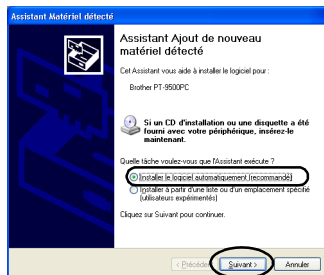 Assistant Matériel détecté
Assistant Ajout de nouveau
matériel détecté
Cet Assistant vous aide à installer le logiciel pour :
Brother PT-9500PC
Si un CD d'installation ou une disquette a été
fourni avec votre périphérique, insérez-le
maintenant.
Quelle tâche voulez-vous que l'Assistant exécute ?
Installer le logiciel automatiquement (recommandé)
Installer à partir d'une liste ou d'un emplacement spécifié
(utilisateurs expérimentés)
Cliquez sur Suivant pour continuer.
< Précédent
Suivant >
Annuler